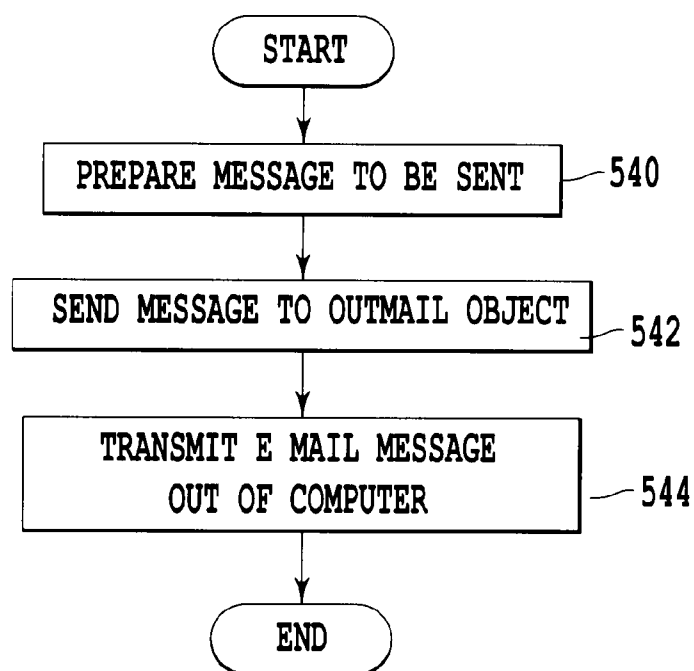 START
PREPARE MESSAGE TO BE SENT
540
SEND MESSAGE TO OUTMAIL OBJECT
542
TRANSMIT E MAIL MESSAGE
OUT OF COMPUTER
544
END